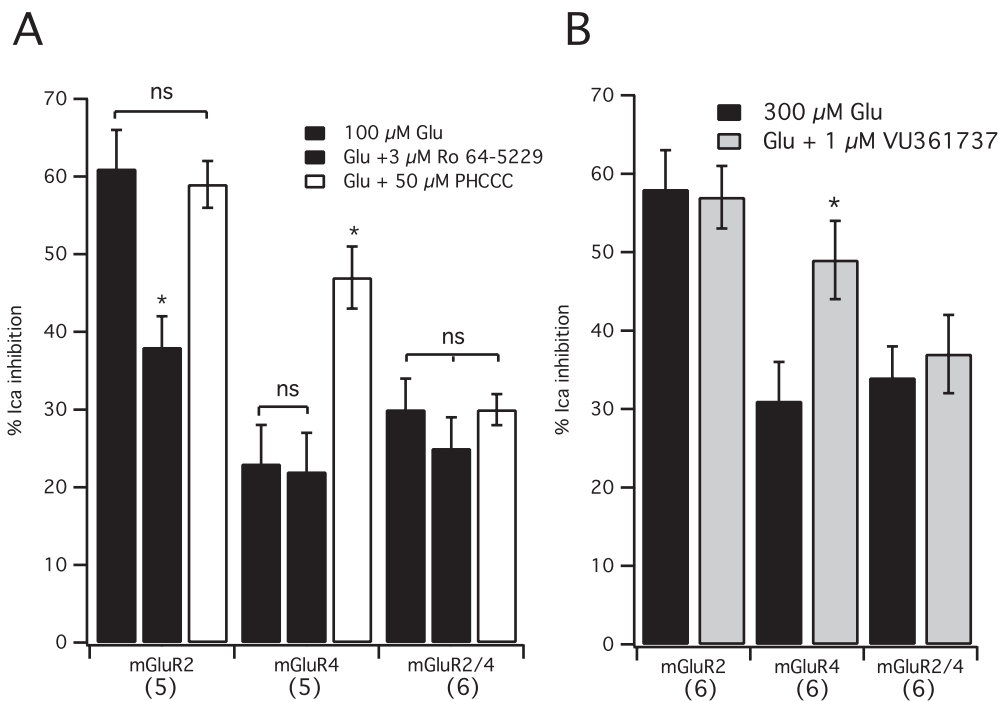 A
70
60
50
40
30
20
10
0
% Ica inhibition
ns
*
ns
*
ns
100 µM Glu
Glu +3 µM Ro 64-5229
Glu + 50 µM PHCCC
mGluR2
(5)
mGluR4
(5)
mGluR2/4
(6)
B
70
60
50
40
30
20
10
0
% Ica inhibition
300 µM Glu
Glu + 1 µM VU361737
*
mGluR2
(6)
mGluR4
(6)
mGluR2/4
(6)